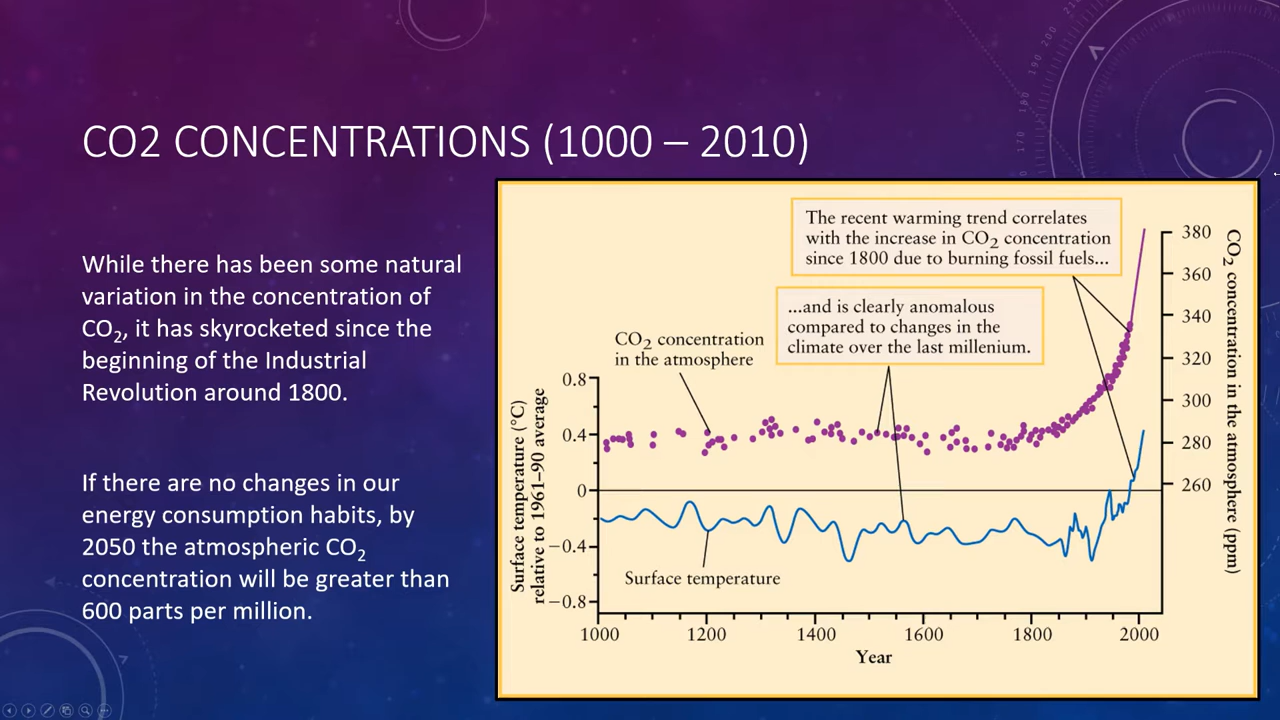 CO2 CONCENTRATIONS (1000 – 2010)
While there has been some natural
variation in the concentration of
CO₂, it has skyrocketed since the
beginning of the Industrial
Revolution around 1800.
If there are no changes in our
energy consumption habits, by
2050 the atmospheric CO₂
concentration will be greater than
600 parts per million.
The recent warming trend correlates
with the increase in CO₂ concentration
since 1800 due to burning fossil fuels...
...and is clearly anomalous
compared to changes in the
climate over the last millenium.
CO₂ concentration
in the atmosphere
Surface temperature
Surface temperature (°C)
relative to 1961–90 average
0.8
0.4
0
−0.4
−0.8
1000 1200 1400 1600 1800 2000
Year
380
360
340
320
300
280
260
CO₂ concentration in the atmosphere (ppm)
170
180
190
200